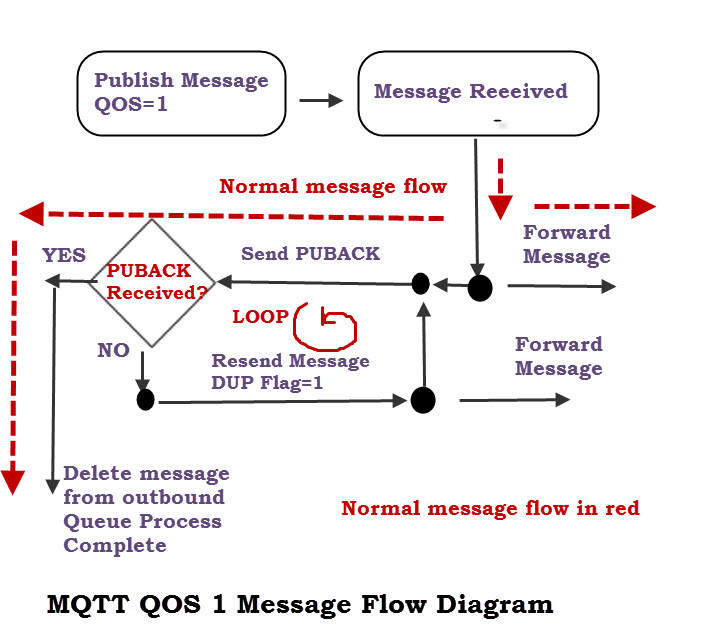 Publish Message
QOS=1
Message Reeeived
-
Normal message flow
Forward
Message
YES
Send PUBACK
PUBACK
Received?
LOOP
NO
Resend Message
DUP Flag=1
Forward
Message
Delete message
from outbound
Queue Process
Complete
Normal message flow in red
MQTT QOS 1 Message Flow Diagram